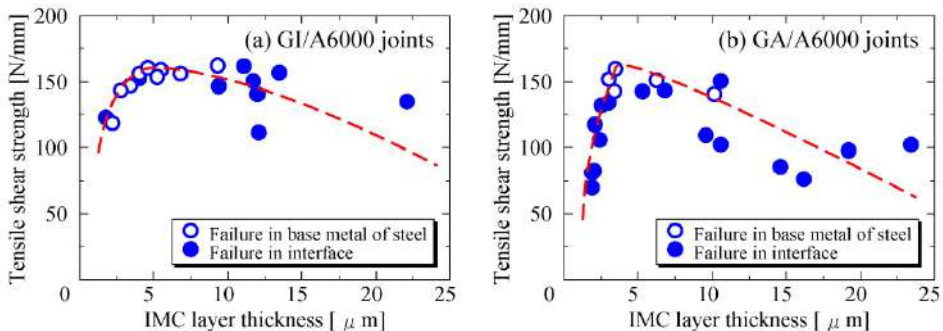 (a) GI/A6000 joints
Tensile shear strength [N/mm]
200
150
100
50
0
5
10
15
20
25
IMC layer thickness [ μ m]
Failure in base metal of steel
Failure in interface
(b) GA/A6000 joints
Tensile shear strength [N/mm]
200
150
100
50
0
5
10
15
20
25
IMC layer thickness [ μ m]
Failure in base metal of steel
Failure in interface